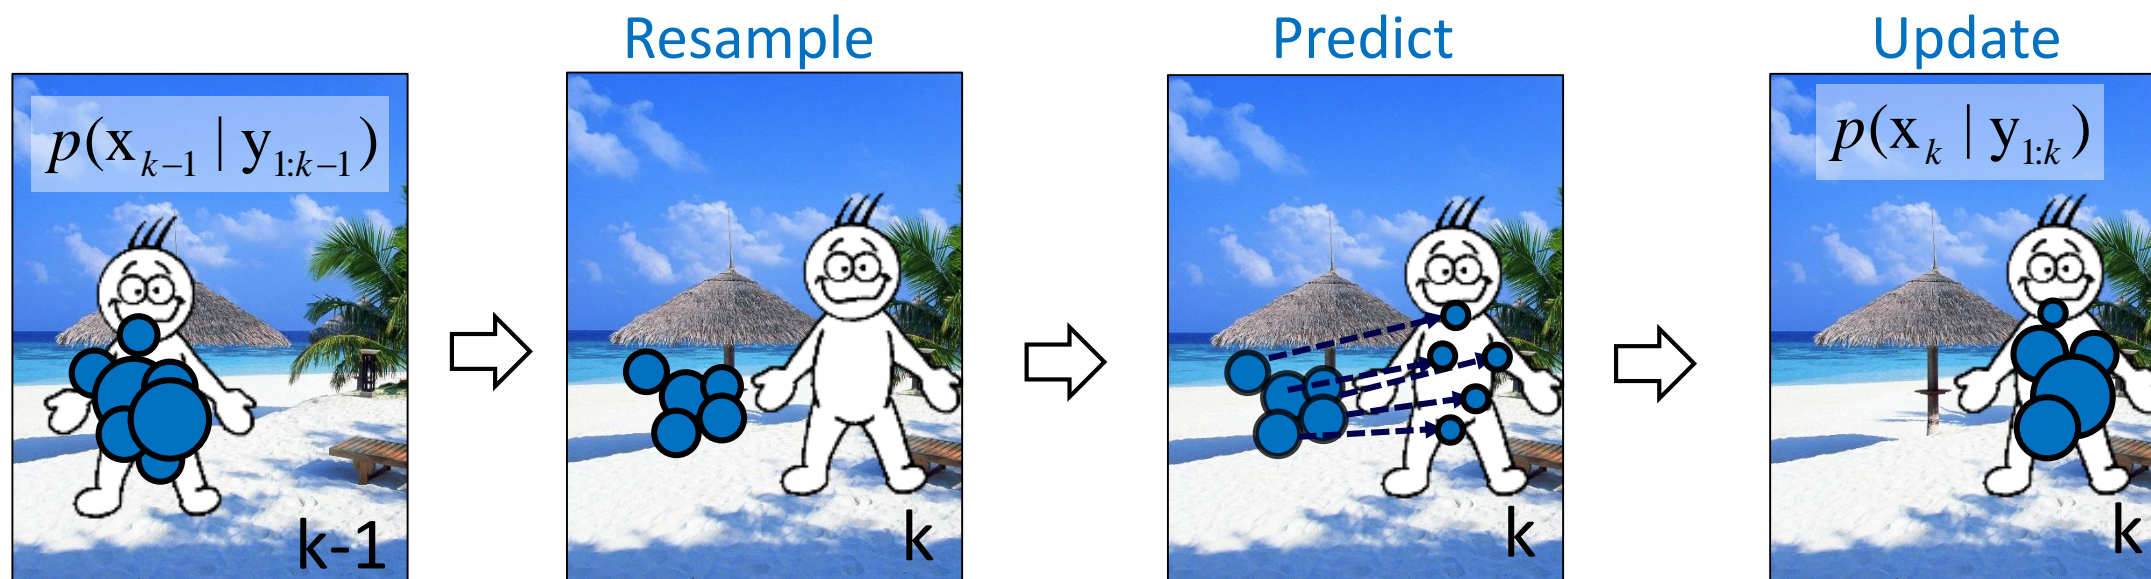 Resample
Predict
Update
p(x_{k-1} | y_{1:k-1})
p(x_k | y_{1:k})
k-1
k
k
k